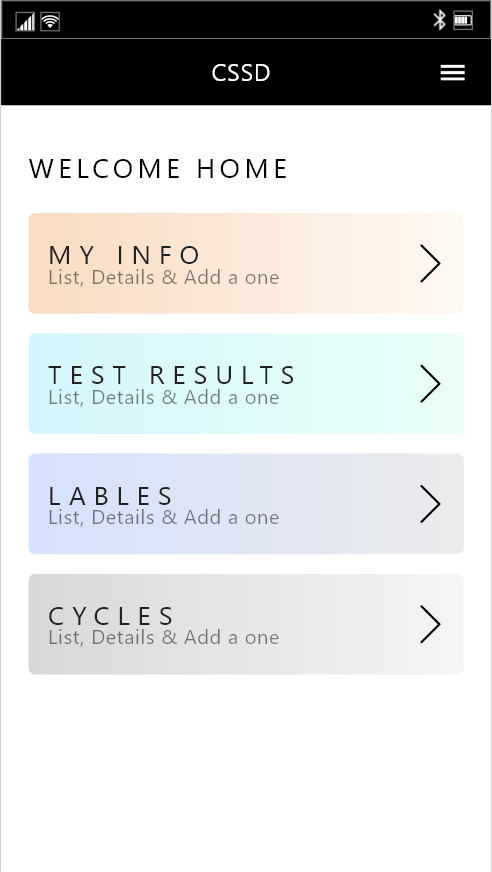 CSSD
WELCOME HOME
MY INFO
List, Details & Add a one
TEST RESULTS
List, Details & Add a one
LABLES
List, Details & Add a one
CYCLES
List, Details & Add a one